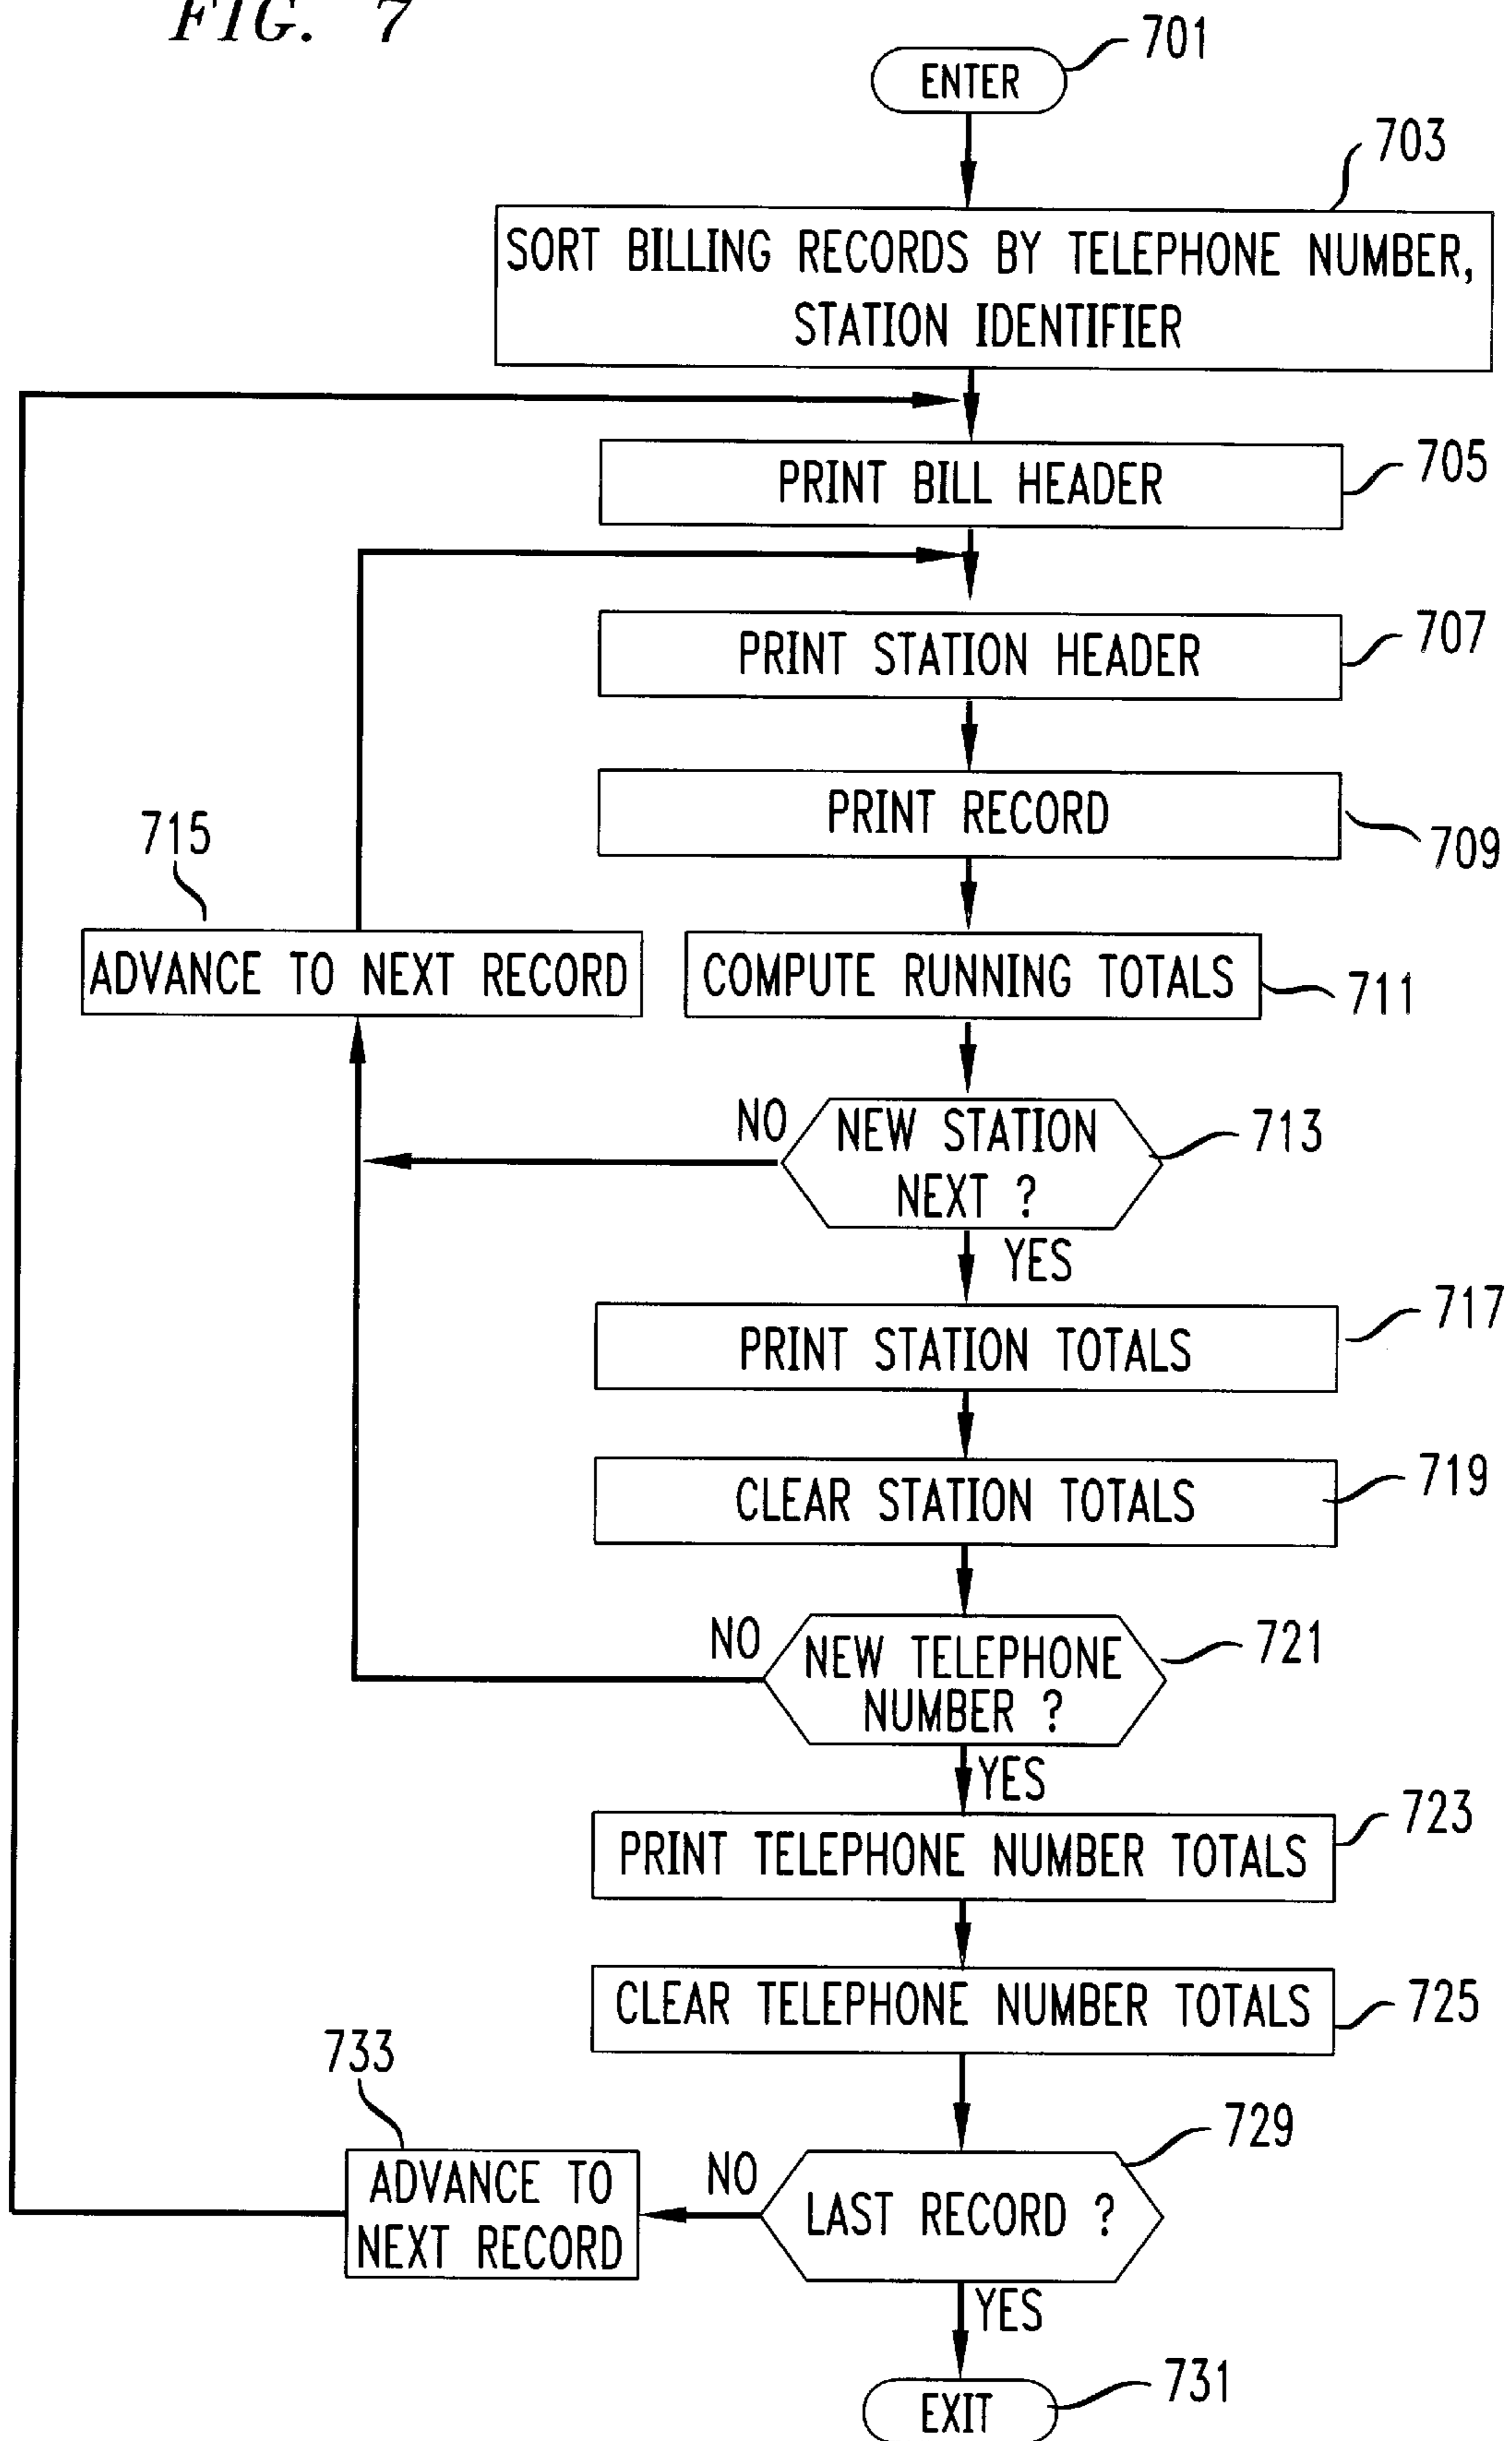 FIG. 7
701
ENTER
703
SORT BILLING RECORDS BY TELEPHONE NUMBER,
STATION IDENTIFIER
705
PRINT BILL HEADER
707
PRINT STATION HEADER
PRINT RECORD
709
715
ADVANCE TO NEXT RECORD
COMPUTE RUNNING TOTALS
711
NO
NEW STATION
NEXT ?
713
YES
717
PRINT STATION TOTALS
719
CLEAR STATION TOTALS
NO
NEW TELEPHONE
NUMBER ?
721
YES
723
PRINT TELEPHONE NUMBER TOTALS
CLEAR TELEPHONE NUMBER TOTALS
725
733
ADVANCE TO
NEXT RECORD
NO
729
LAST RECORD ?
YES
EXIT
731